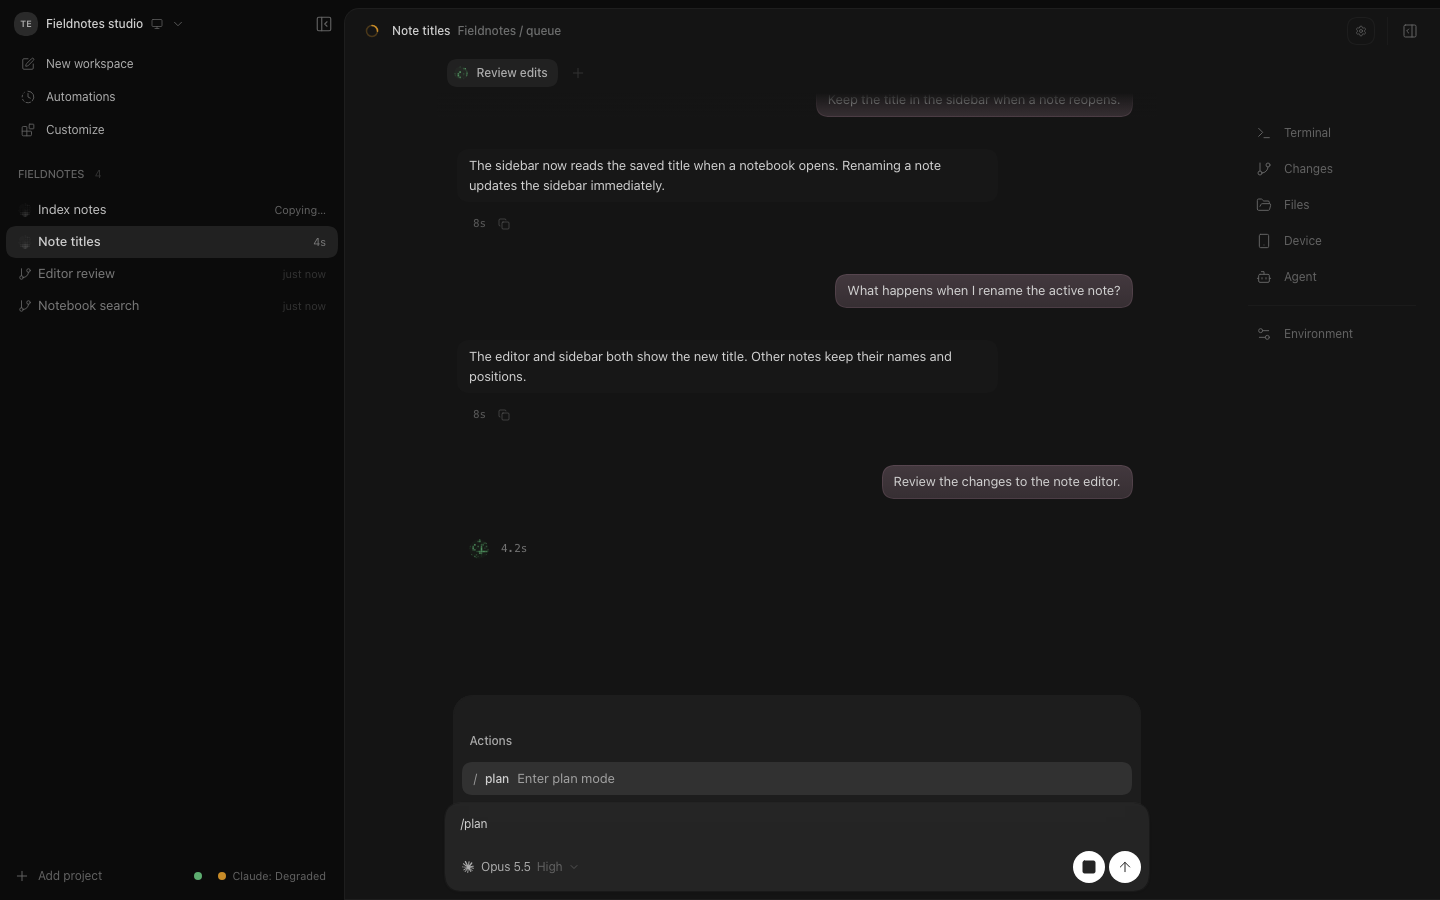 TE Fieldnotes studio
New workspace
Automations
Customize
FIELDNOTES 4
Index notes Copying...
Note titles 4s
Editor review just now
Notebook search just now
Add project
Claude: Degraded
Note titles Fieldnotes / queue
Review edits
Keep the title in the sidebar when a note reopens.
The sidebar now reads the saved title when a notebook opens. Renaming a note
updates the sidebar immediately.
8s
What happens when I rename the active note?
The editor and sidebar both show the new title. Other notes keep their names and
positions.
8s
Review the changes to the note editor.
4.2s
Actions
/ plan Enter plan mode
/plan
Opus 5.5 High
Terminal
Changes
Files
Device
Agent
Environment